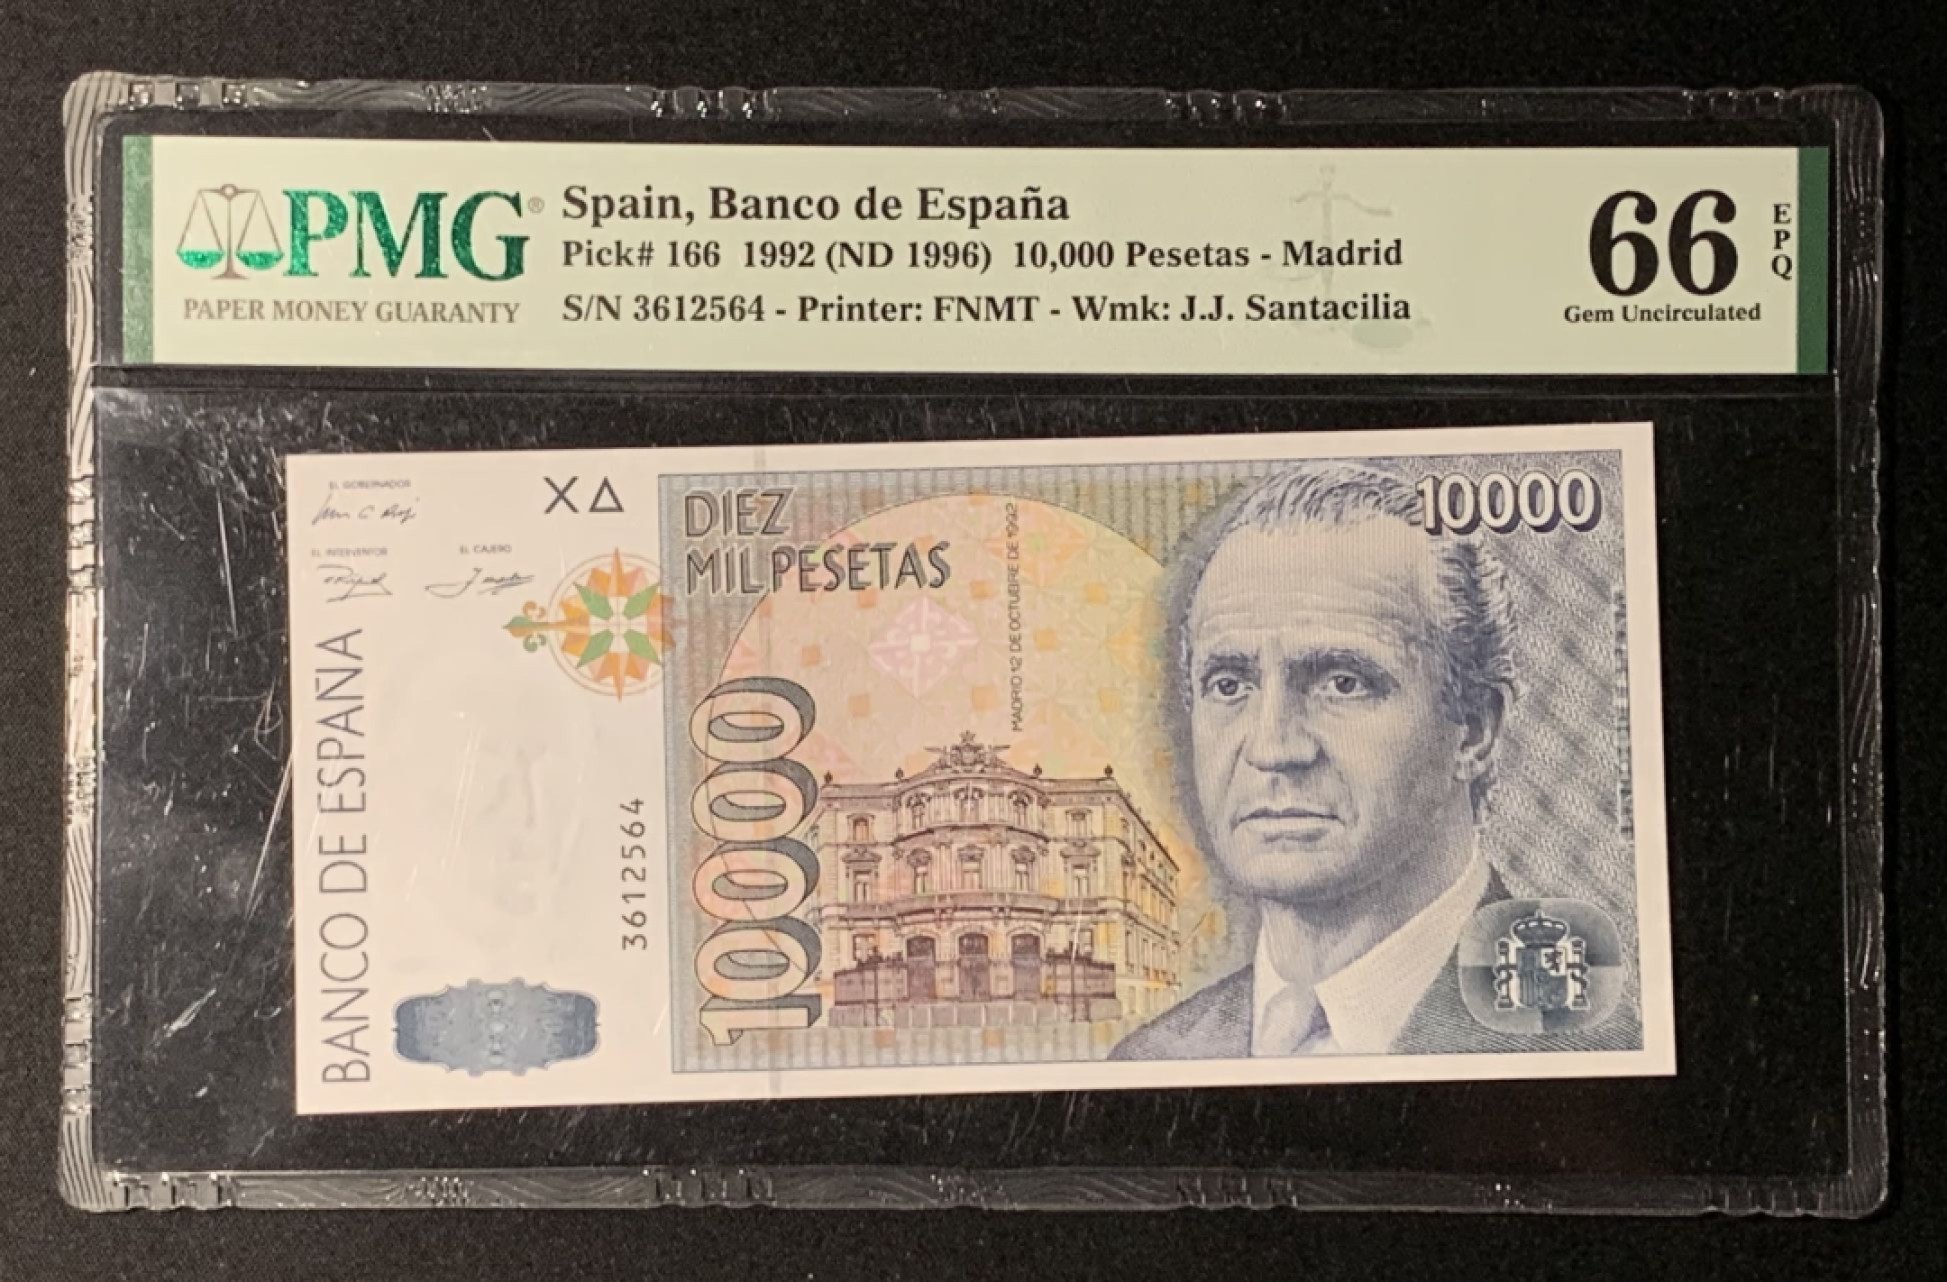 PMG®
PAPER MONEY GUARANTY
Spain, Banco de España
Pick# 166 1992 (ND 1996) 10,000 Pesetas - Madrid
S/N 3612564 - Printer: FNMT - Wmk: J.J. Santacilia
66
EPQ
Gem Uncirculated
EL GOBERNADOR
EL INTERVENTOR
EL CAJERO
BANCO DE ESPAÑA
3612564
DIEZ
MIL PESETAS
MADRID 12 DE OCTUBRE DE 1992
10000
10000